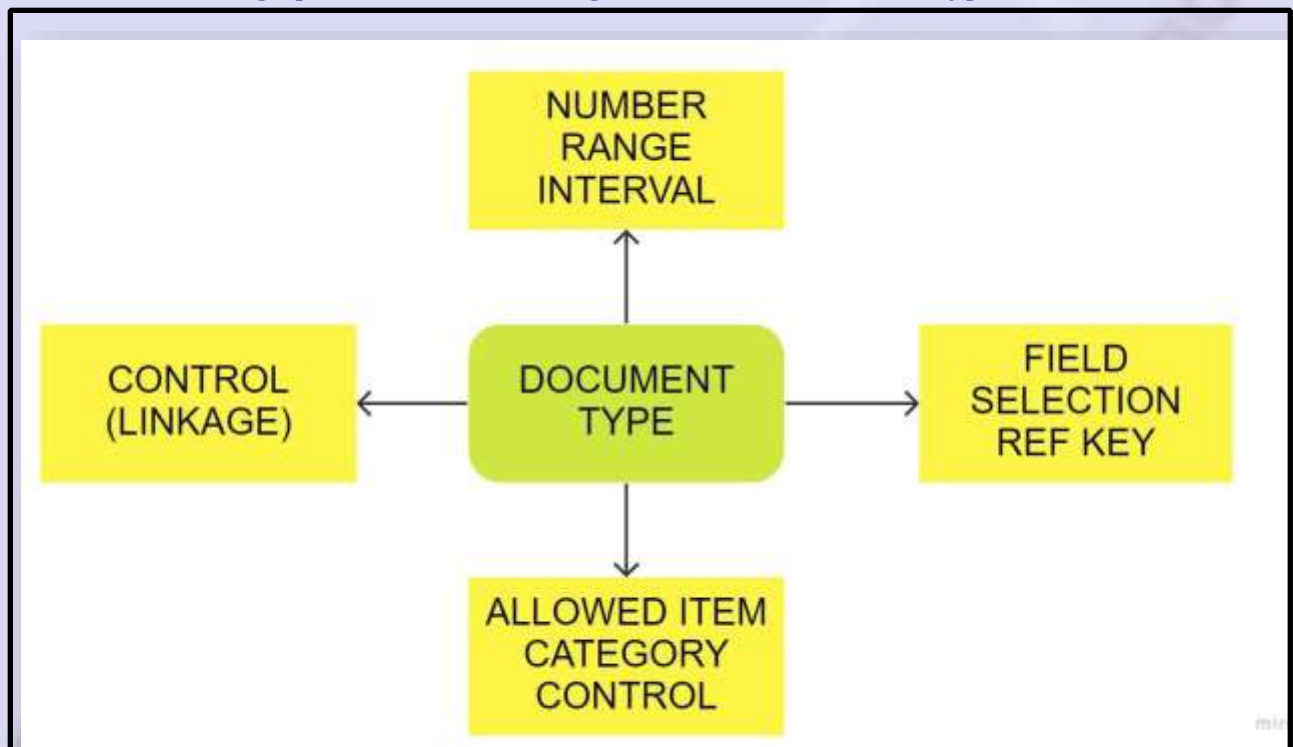 NUMBER
RANGE
INTERVAL
CONTROL
(LINKAGE)
DOCUMENT
TYPE
FIELD
SELECTION
REF KEY
ALLOWED ITEM
CATEGORY
CONTROL